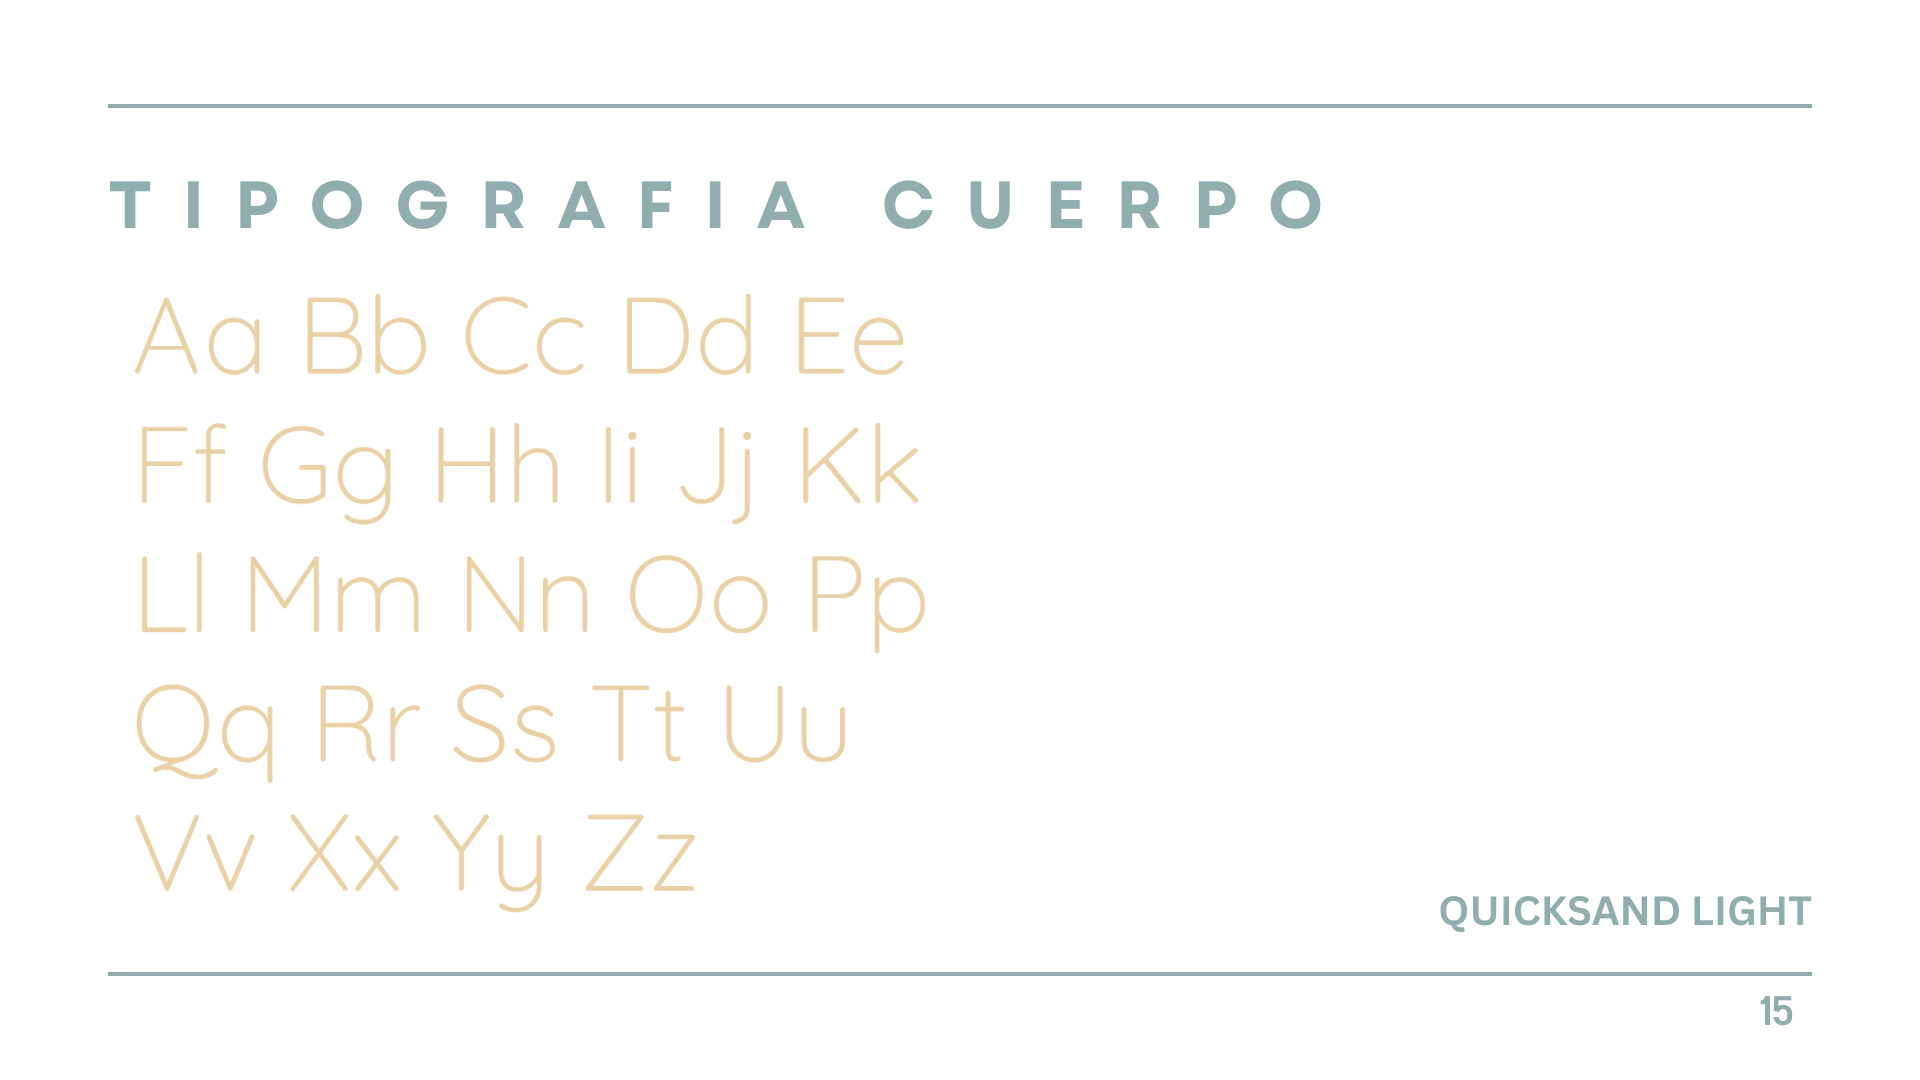 TIPOGRAFIA CUERPO
Aa Bb Cc Dd Ee
Ff Gg Hh Ii Jj Kk
Ll Mm Nn Oo Pp
Qq Rr Ss Tt Uu
Vv Xx Yy Zz
QUICKSAND LIGHT
15